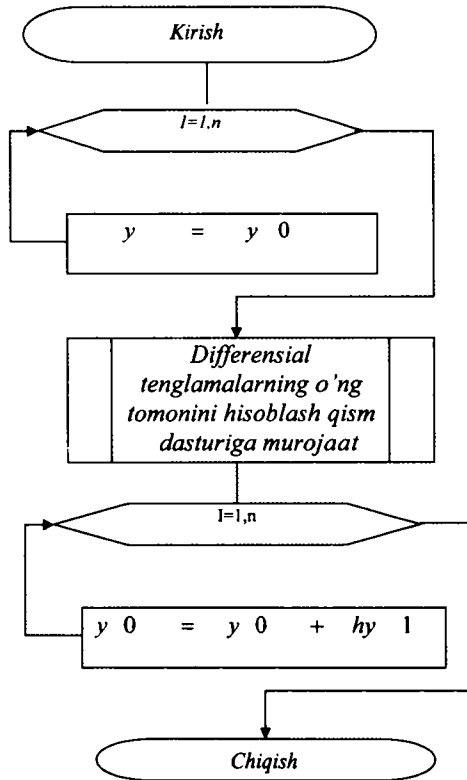 Kirish
I=1,n
y = y 0
Differensial
tenglamalarning o'ng
tomonini hisoblash qism
dasturiga murojaat
I=1,n
y 0 = y 0 + hy 1
Chiqish